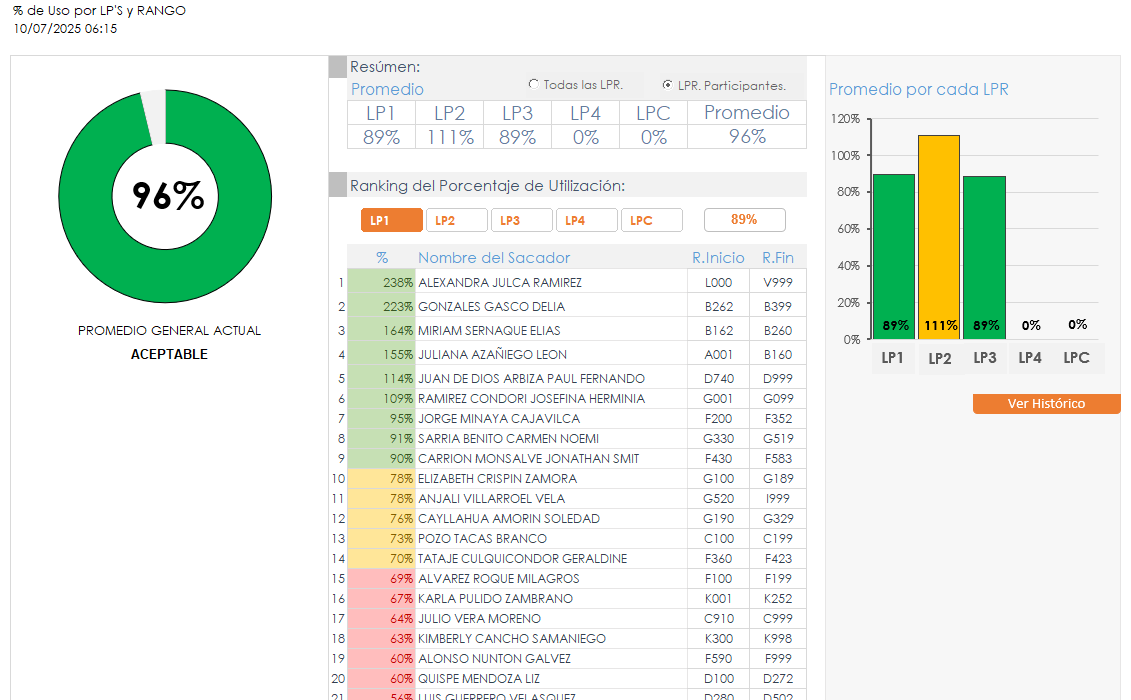 % de Uso por LP'S y RANGO
10/07/2025 06:15
96%
PROMEDIO GENERAL ACTUAL
ACEPTABLE
Resúmen:
Promedio
Todas las LPR.
LPR. Participantes.
LP1 LP2 LP3 LP4 LPC Promedio
89% 111% 89% 0% 0% 96%
Ranking del Porcentaje de Utilización:
LP1 LP2 LP3 LP4 LPC 89%
% Nombre del Sacador R.Inicio R.Fin
1 238% ALEXANDRA JULCA RAMIREZ L000 V999
2 223% GONZALES GASCO DELIA B262 B399
3 164% MIRIAM SERNAQUE ELIAS B162 B260
4 155% JULIANA AZAÑIEGO LEON A001 B160
5 114% JUAN DE DIOS ARBIZA PAUL FERNANDO D740 D999
6 109% RAMIREZ CONDORI JOSEFINA HERMINIA G001 G099
7 95% JORGE MINAYA CAJAVILCA F200 F352
8 91% SARRIA BENITO CARMEN NOEMI G330 G519
9 90% CARRION MONSALVE JONATHAN SMIT F430 F583
10 78% ELIZABETH CRISPIN ZAMORA G100 G189
11 78% ANJALI VILLARROEL VELA G520 I999
12 76% CAYLLAHUA AMORIN SOLEDAD G190 G329
13 73% POZO TACAS BRANCO C100 C199
14 70% TATAJE CULQUICONDOR GERALDINE F360 F423
15 69% ALVAREZ ROQUE MILAGROS F100 F199
16 67% KARLA PULIDO ZAMBRANO K001 K252
17 64% JULIO VERA MORENO C910 C999
18 63% KIMBERLY CANCHO SAMANIEGO K300 K998
19 60% ALONSO NUNTON GALVEZ F590 F999
20 60% QUISPE MENDOZA LIZ D100 D272
21 56% LUIS GUERRERO VELASQUEZ D280 D502
Promedio por cada LPR
120%
100%
80%
60%
40%
20%
0%
89% 111% 89% 0% 0%
LP1 LP2 LP3 LP4 LPC
Ver Histórico